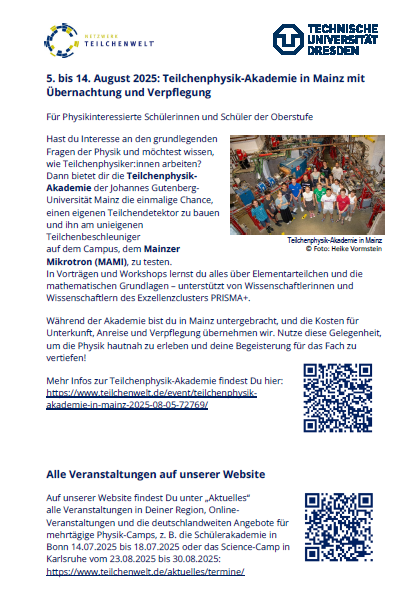 NETZWERK
TEILCHENWELT
TECHNISCHE
UNIVERSITÄT
DRESDEN
5. bis 14. August 2025: Teilchenphysik-Akademie in Mainz mit
Übernachtung und Verpflegung
Für Physikinteressierte Schülerinnen und Schüler der Oberstufe
Hast du Interesse an den grundlegenden
Fragen der Physik und möchtest wissen,
wie Teilchenphysiker:innen arbeiten?
Dann bietet dir die Teilchenphysik-
Akademie der Johannes Gutenberg-
Universität Mainz die einmalige Chance,
einen eigenen Teilchendetektor zu bauen
und ihn am unieigenen
Teilchenbeschleuniger
auf dem Campus, dem Mainzer
Mikrotron (MAMI), zu testen.
Teilchenphysik-Akademie in Mainz
© Foto: Heike Vormstein
In Vorträgen und Workshops lernst du alles über Elementarteilchen und die
mathematischen Grundlagen – unterstützt von Wissenschaftlerinnen und
Wissenschaftlern des Exzellenzclusters PRISMA+.
Während der Akademie bist du in Mainz untergebracht, und die Kosten für
Unterkunft, Anreise und Verpflegung übernehmen wir. Nutze diese Gelegenheit,
um die Physik hautnah zu erleben und deine Begeisterung für das Fach zu
vertiefen!
Mehr Infos zur Teilchenphysik-Akademie findest Du hier:
https://www.teilchenwelt.de/event/teilchenphysik-
akademie-in-mainz-2025-08-05-72769/
Alle Veranstaltungen auf unserer Website
Auf unserer Website findest Du unter „Aktuelles“
alle Veranstaltungen in Deiner Region, Online-
Veranstaltungen und die deutschlandweiten Angebote für
mehrtägige Physik-Camps, z. B. die Schülerakademie in
Bonn 14.07.2025 bis 18.07.2025 oder das Science-Camp in
Karlsruhe vom 23.08.2025 bis 30.08.2025:
https://www.teilchenwelt.de/aktuelles/termine/